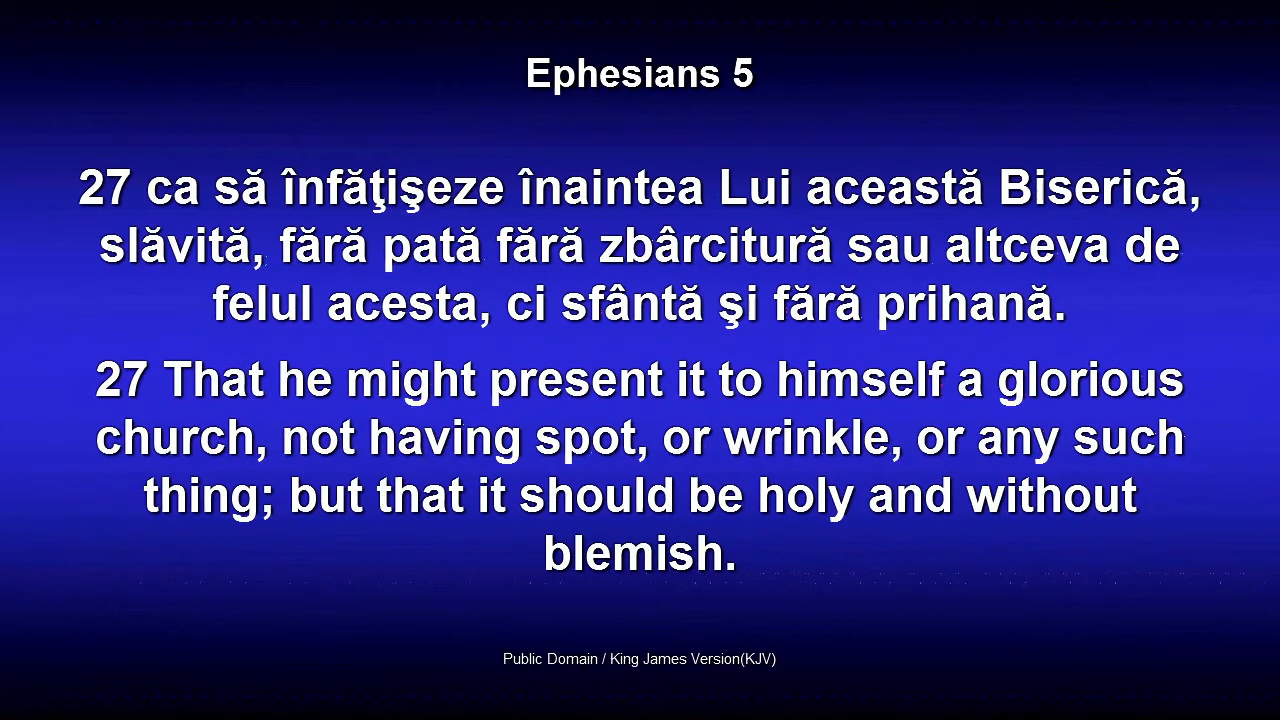 Ephesians 5
27 ca să înfăţişeze înaintea Lui această Biserică,
slăvită, fără pată fără zbârcitură sau altceva de
felul acesta, ci sfântă şi fără prihană.
27 That he might present it to himself a glorious
church, not having spot, or wrinkle, or any such
thing; but that it should be holy and without
blemish.
Public Domain / King James Version(KJV)